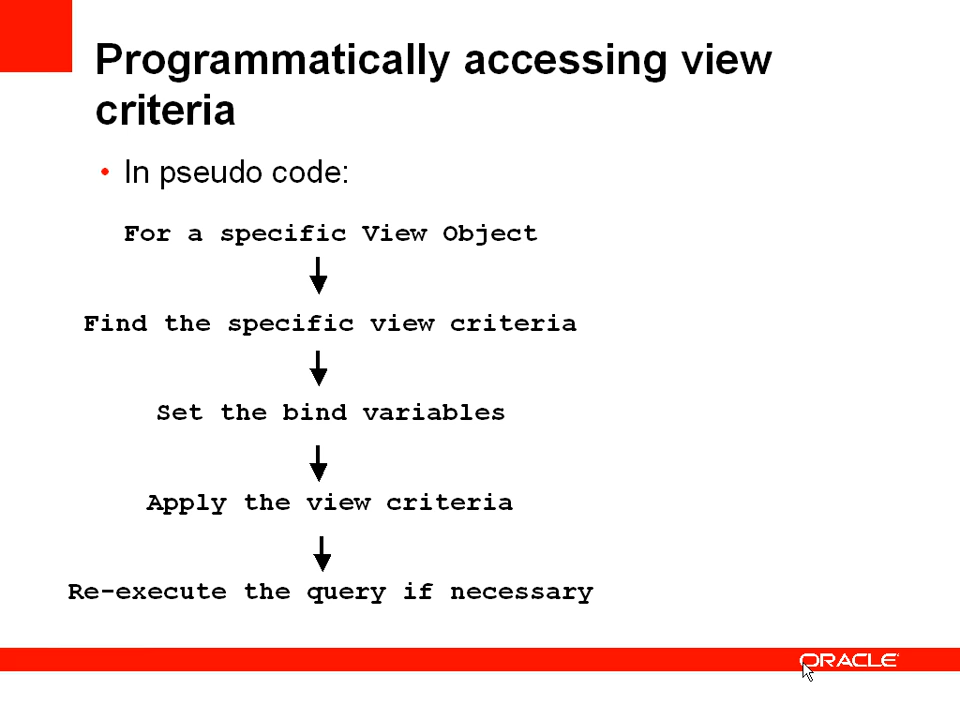 Programmatically accessing view
criteria
• In pseudo code:
For a specific View Object
Find the specific view criteria
Set the bind variables
Apply the view criteria
Re-execute the query if necessary
ORACLE